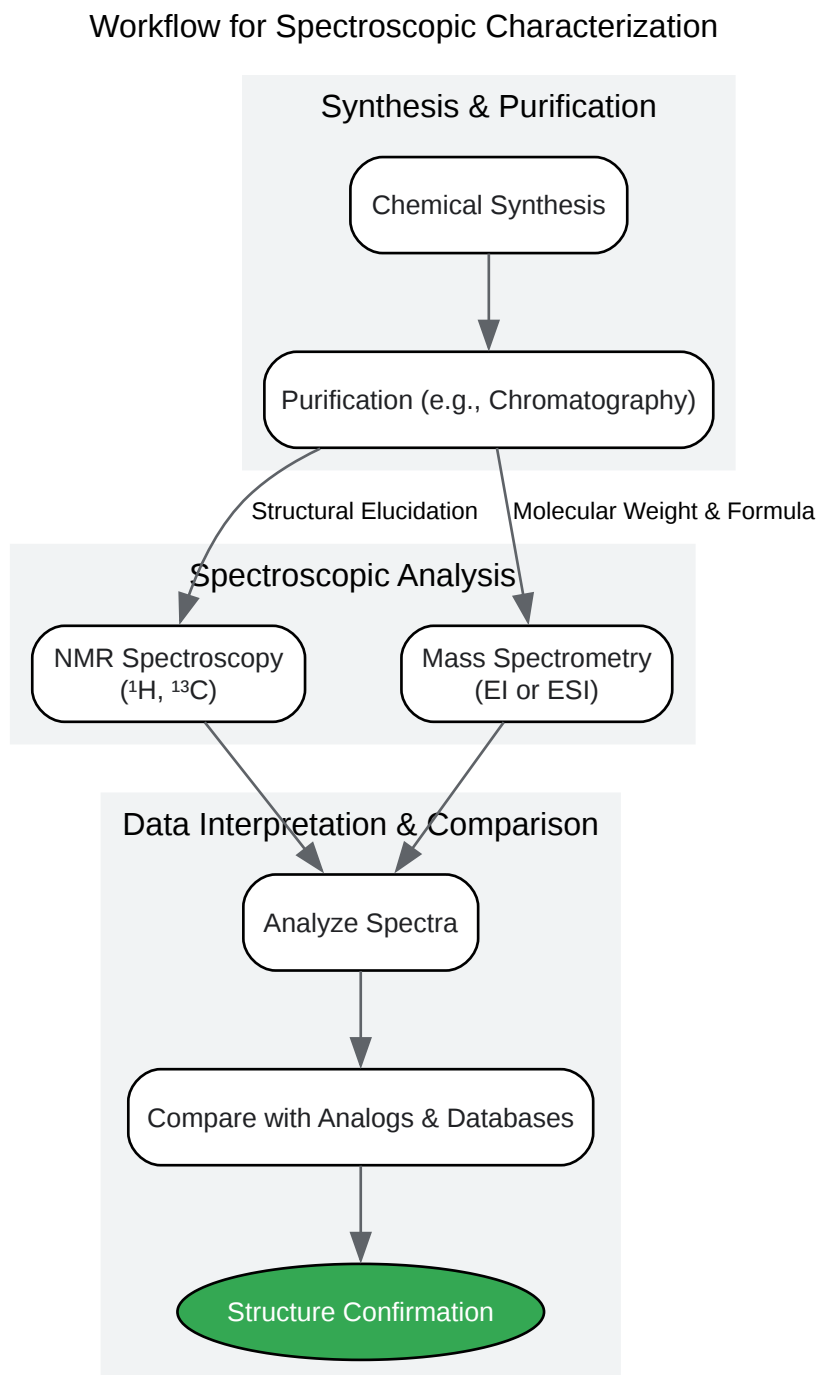 Workflow for Spectroscopic Characterization
Synthesis & Purification
Chemical Synthesis
Purification (e.g., Chromatography)
Structural Elucidation
Molecular Weight & Formula
Spectroscopic Analysis
NMR Spectroscopy
(¹H, ¹³C)
Mass Spectrometry
(EI or ESI)
Data Interpretation & Comparison
Analyze Spectra
Compare with Analogs & Databases
Structure Confirmation